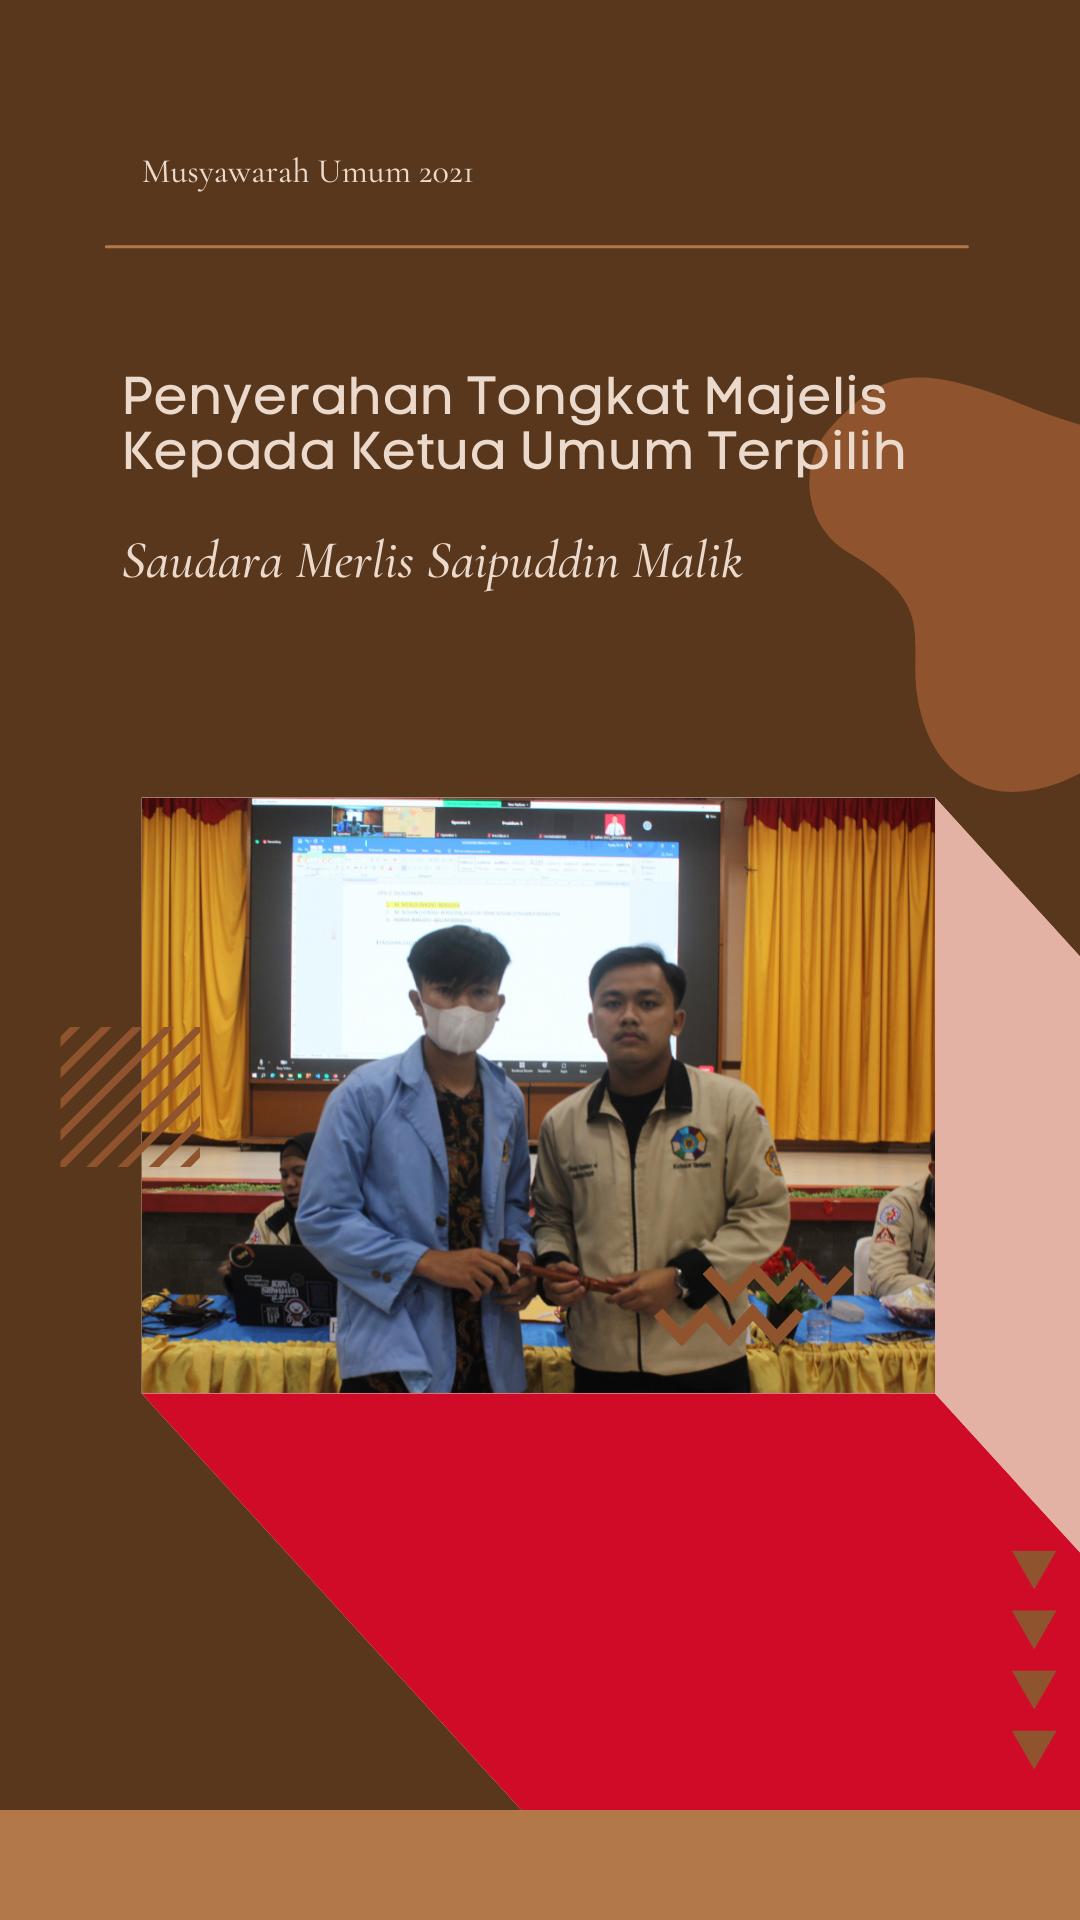 Musyawarah Umum 2021
Penyerahan Tongkat Majelis
Kepada Ketua Umum Terpilih
Saudara Merlis Saipuddin Malik